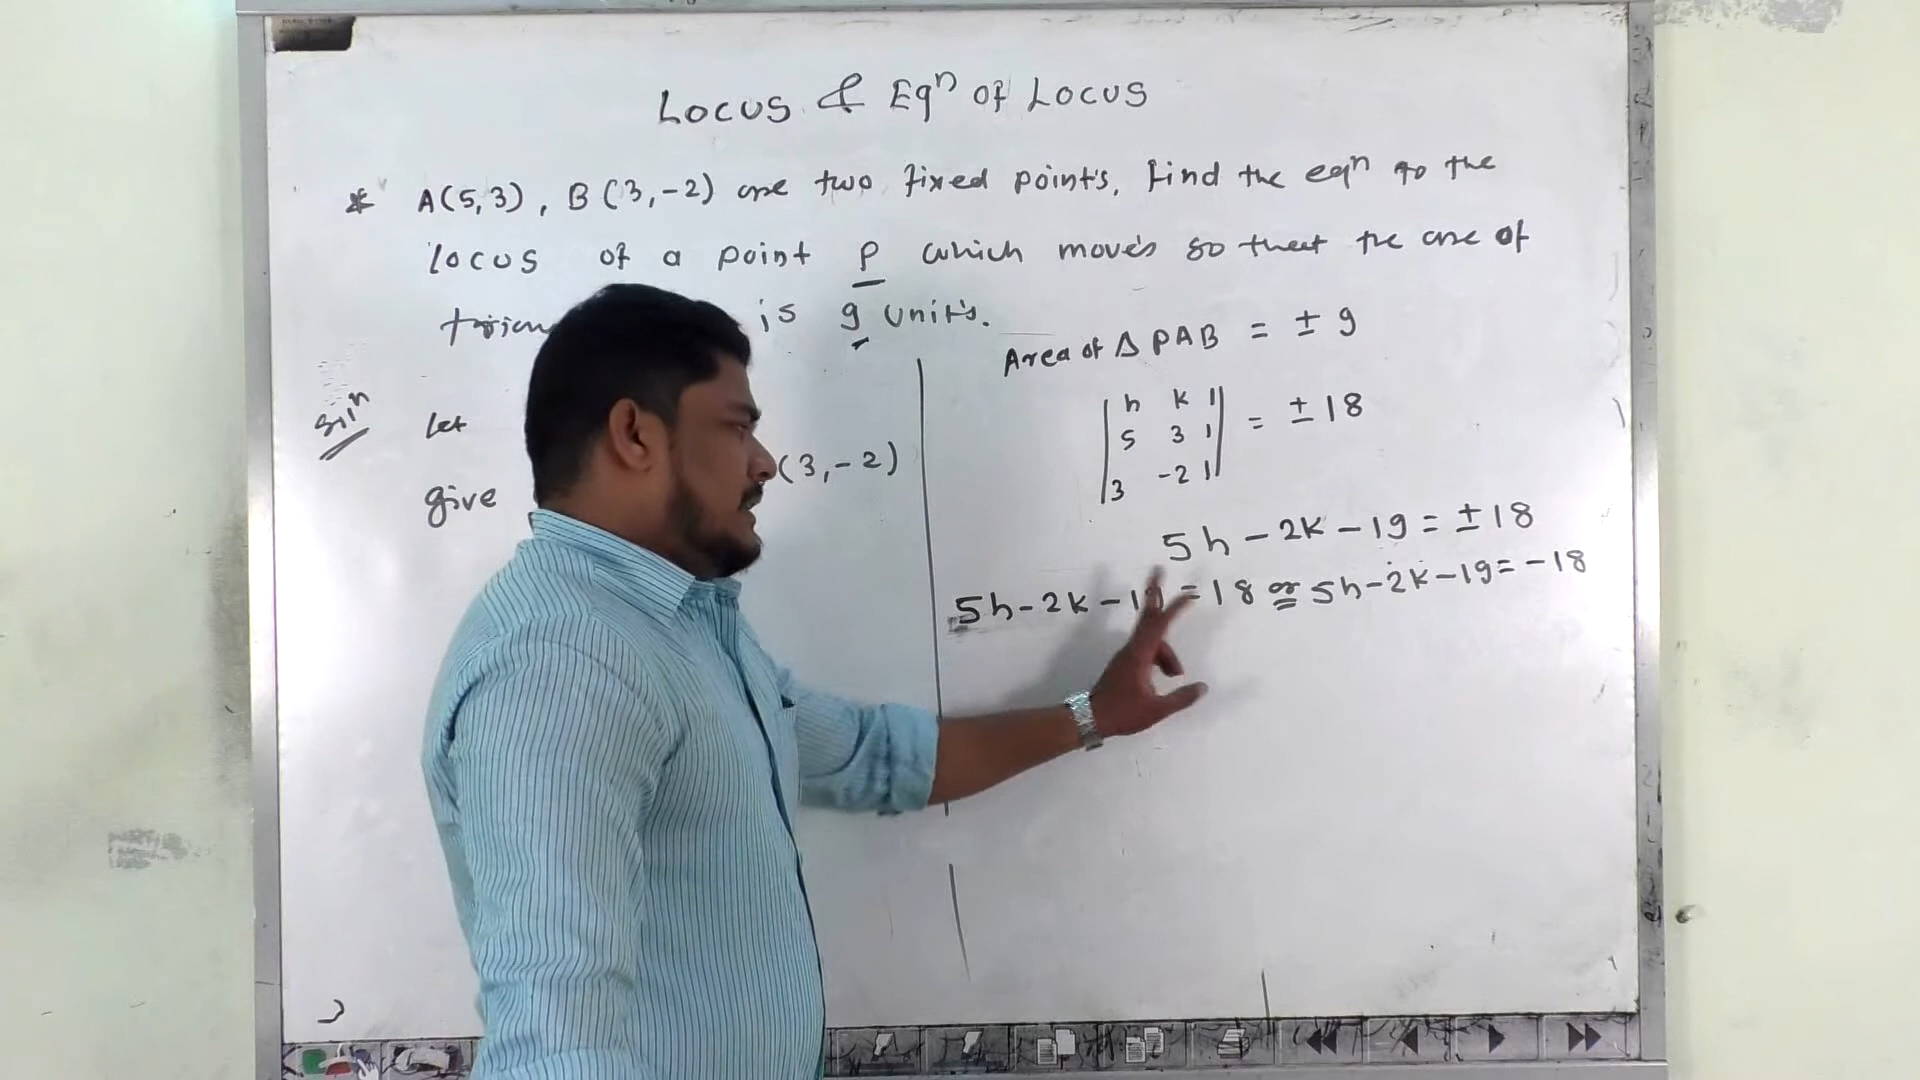 Locus & Eqⁿ of Locus
* A(5,3), B(3,-2) are two fixed points, find the eqⁿ to the
locus of a point P which moves so that the are of
is 9 units.
Solⁿ Let
give (3,-2)
Area of Δ PAB = ± 9
| h k 1 |
| 5 3 1 | = ± 18
| 3 -2 1 |
5h - 2k - 19 = ± 18
5h - 2k - 19 = 18 or 5h - 2k - 19 = -18